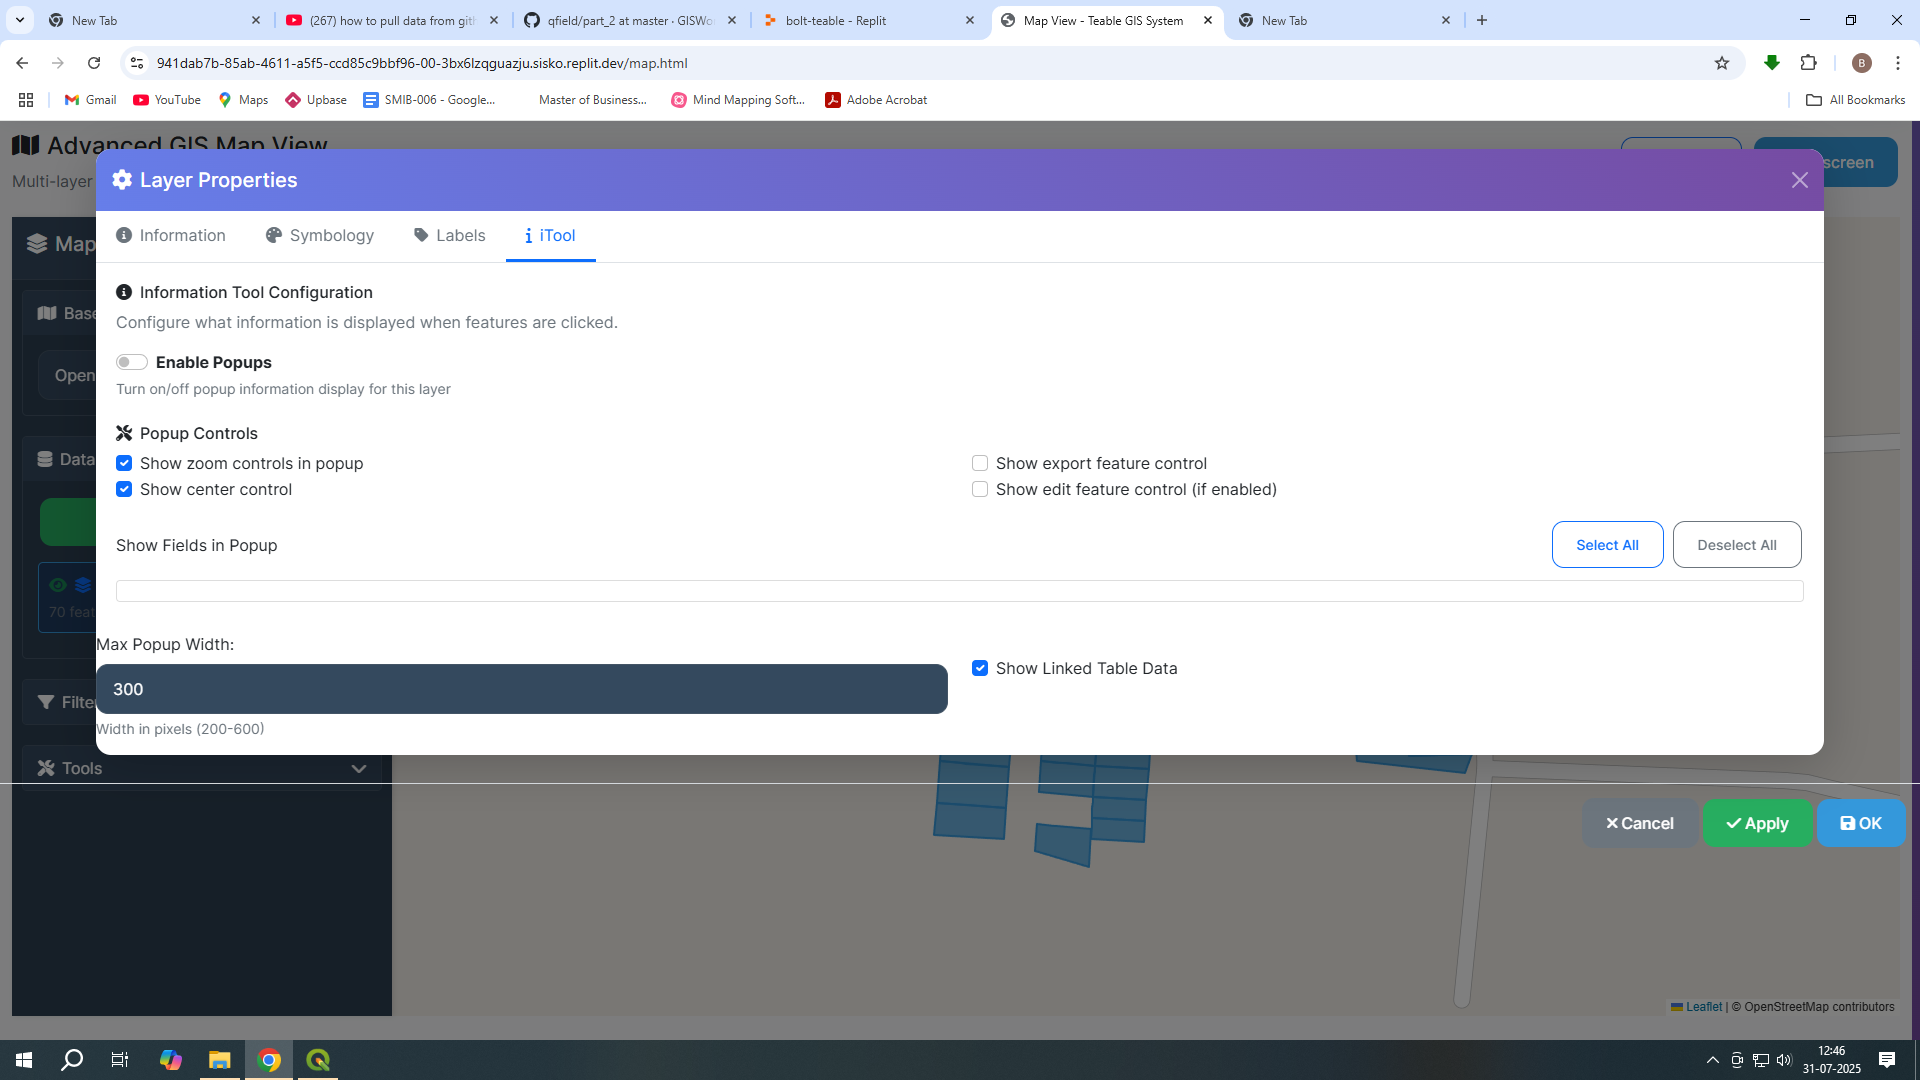 New Tab
(267) how to pull data from gith
qfield/part_2 at master · GISWo
bolt-teable - Replit
Map View - Teable GIS System
New Tab
941dab7b-85ab-4611-a5f5-ccd85c9bbf96-00-3bx6lzqguazju.sisko.replit.dev/map.html
B
Gmail
YouTube
Maps
Upbase
SMIB-006 - Google...
Master of Business...
Mind Mapping Soft...
Adobe Acrobat
All Bookmarks
Advanced GIS Map View
Multi-layer
screen
Layer Properties
Information
Symbology
Labels
iTool
Map
Base
Open
Data
70 feat
Filte
Tools
Information Tool Configuration
Configure what information is displayed when features are clicked.
Enable Popups
Turn on/off popup information display for this layer
Popup Controls
Show zoom controls in popup
Show export feature control
Show center control
Show edit feature control (if enabled)
Show Fields in Popup
Select All
Deselect All
Max Popup Width:
Show Linked Table Data
300
Width in pixels (200-600)
Cancel
Apply
OK
Leaflet | © OpenStreetMap contributors
12:46
31-07-2025